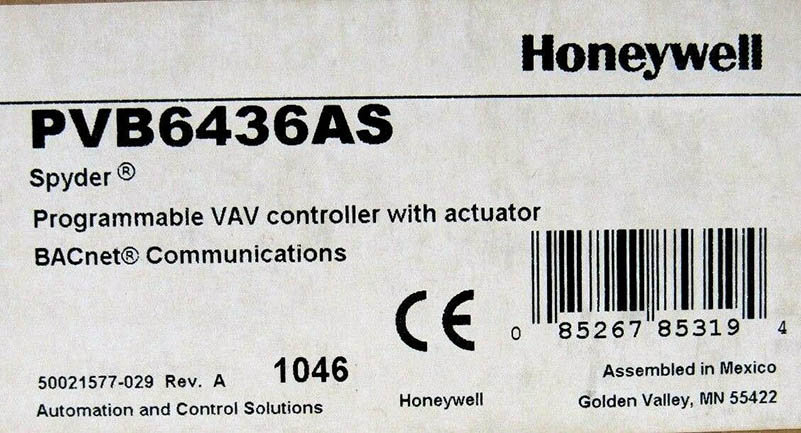 Honeywell
PVB6436AS
Spyder®
Programmable VAV controller with actuator
BACnet® Communications
CE
0 85267 85319 4
50021577-029 Rev. A 1046
Assembled in Mexico
Automation and Control Solutions
Honeywell
Golden Valley, MN 55422